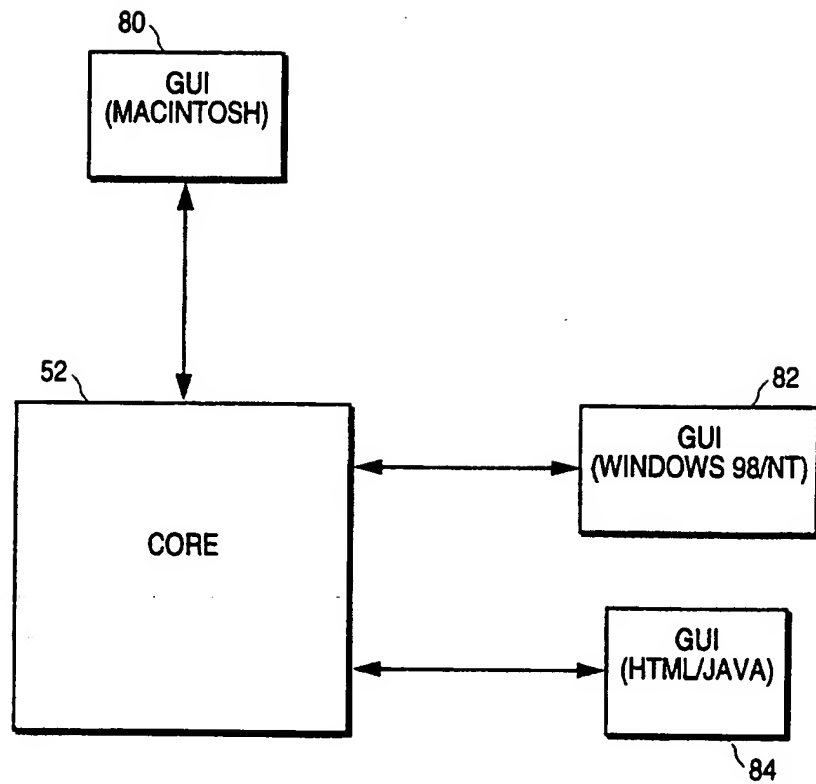 80
GUI
(MACINTOSH)
52
CORE
82
GUI
(WINDOWS 98/NT)
GUI
(HTML/JAVA)
84